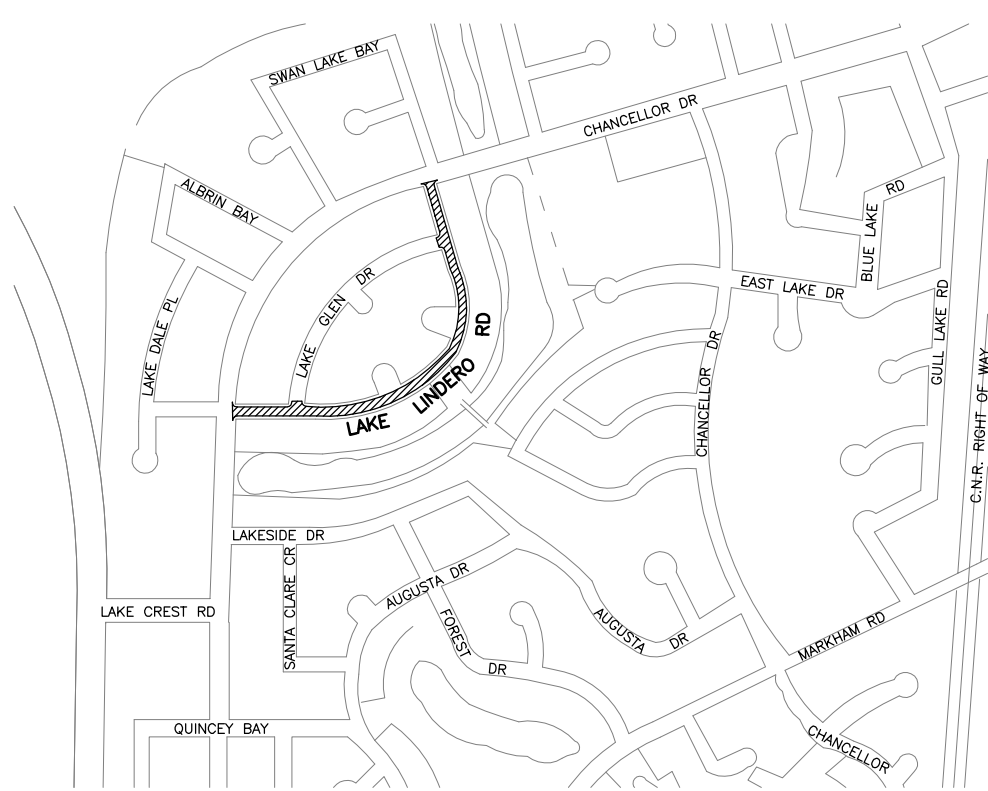 SWAN LAKE BAY
CHANCELLOR DR
ALBRIN BAY
BLUE LAKE RD
LAKE GLEN DR
EAST LAKE DR
LAKE DALE PL
GULL LAKE RD
LAKE LINDERO RD
CHANCELLOR DR
C.N.R. RIGHT OF WAY
LAKESIDE DR
SANTA CLARE CR
AUGUSTA DR
LAKE CREST RD
FOREST DR
AUGUSTA DR
MARKHAM RD
QUINCEY BAY
CHANCELLOR